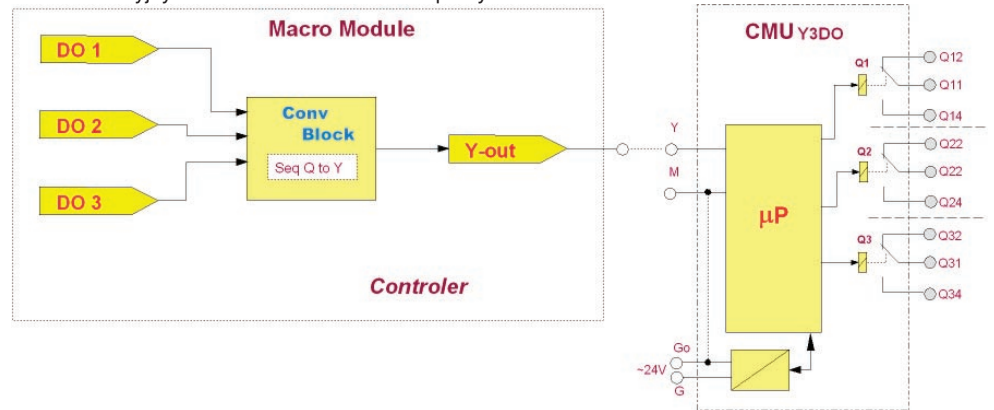 Macro Module
DO 1
DO 2
DO 3
Conv
Block
Seq Q to Y
Y-out
Controler
Y
M
CMU Y3DO
µP
Go
~24V
G
Q1
Q12
Q11
Q14
Q2
Q22
Q22
Q24
Q3
Q32
Q31
Q34